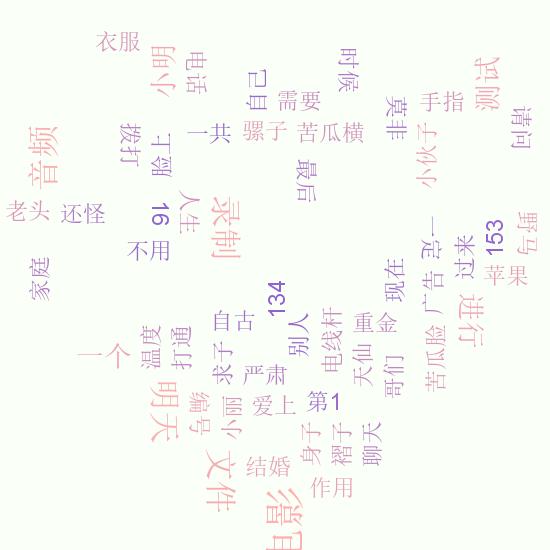 衣服
小明
电话
自己
需要
时候
莫非
手指
测试
请问
音频
拨打
脸上
一共
骡子
苦瓜横
小伙子
最后
老头
还怪
16
人生
录制
不用
家庭
一定
153
野马
过来
苹果
现在
广告
134
自古
别人
电线杆
重金
进行
一个
温度
打通
求子
严肃
天仙
哥们
苦瓜脸
明天
编号
小丽
爱上
第1
身子
褶子
聊天
文件
结婚
作用